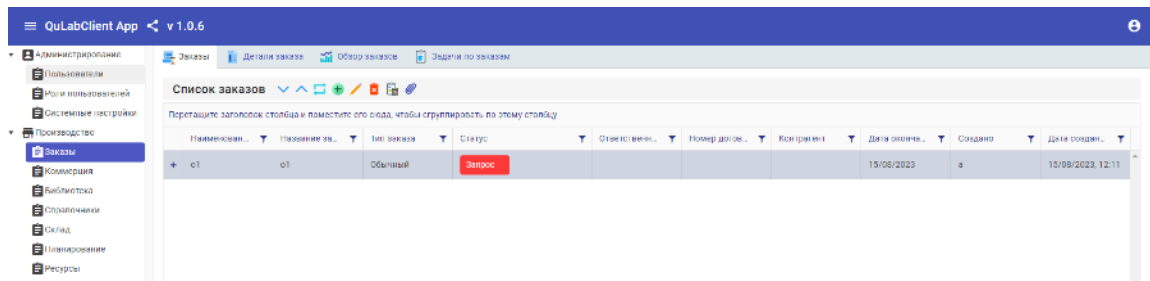 QuLabClient App v 1.0.6
Администрирование
Пользователи
Роли пользователей
Системные настройки
Производство
Заказы
Коммерция
Библиотека
Справочники
Склад
Планирование
Ресурсы
Заказы Детали заказа Обзор заказов Задачи по заказам
Список заказов
Перетащите заголовок столбца и поместите его сюда, чтобы сгруппировать по этому столбцу
Наименован... Название за... Тип заказа Статус Ответственн... Номер догов... Контрагент Дата оконча... Создано Дата создан...
+ o1 o1 Обычный Запрос 15/08/2023 a 15/08/2023, 12:11